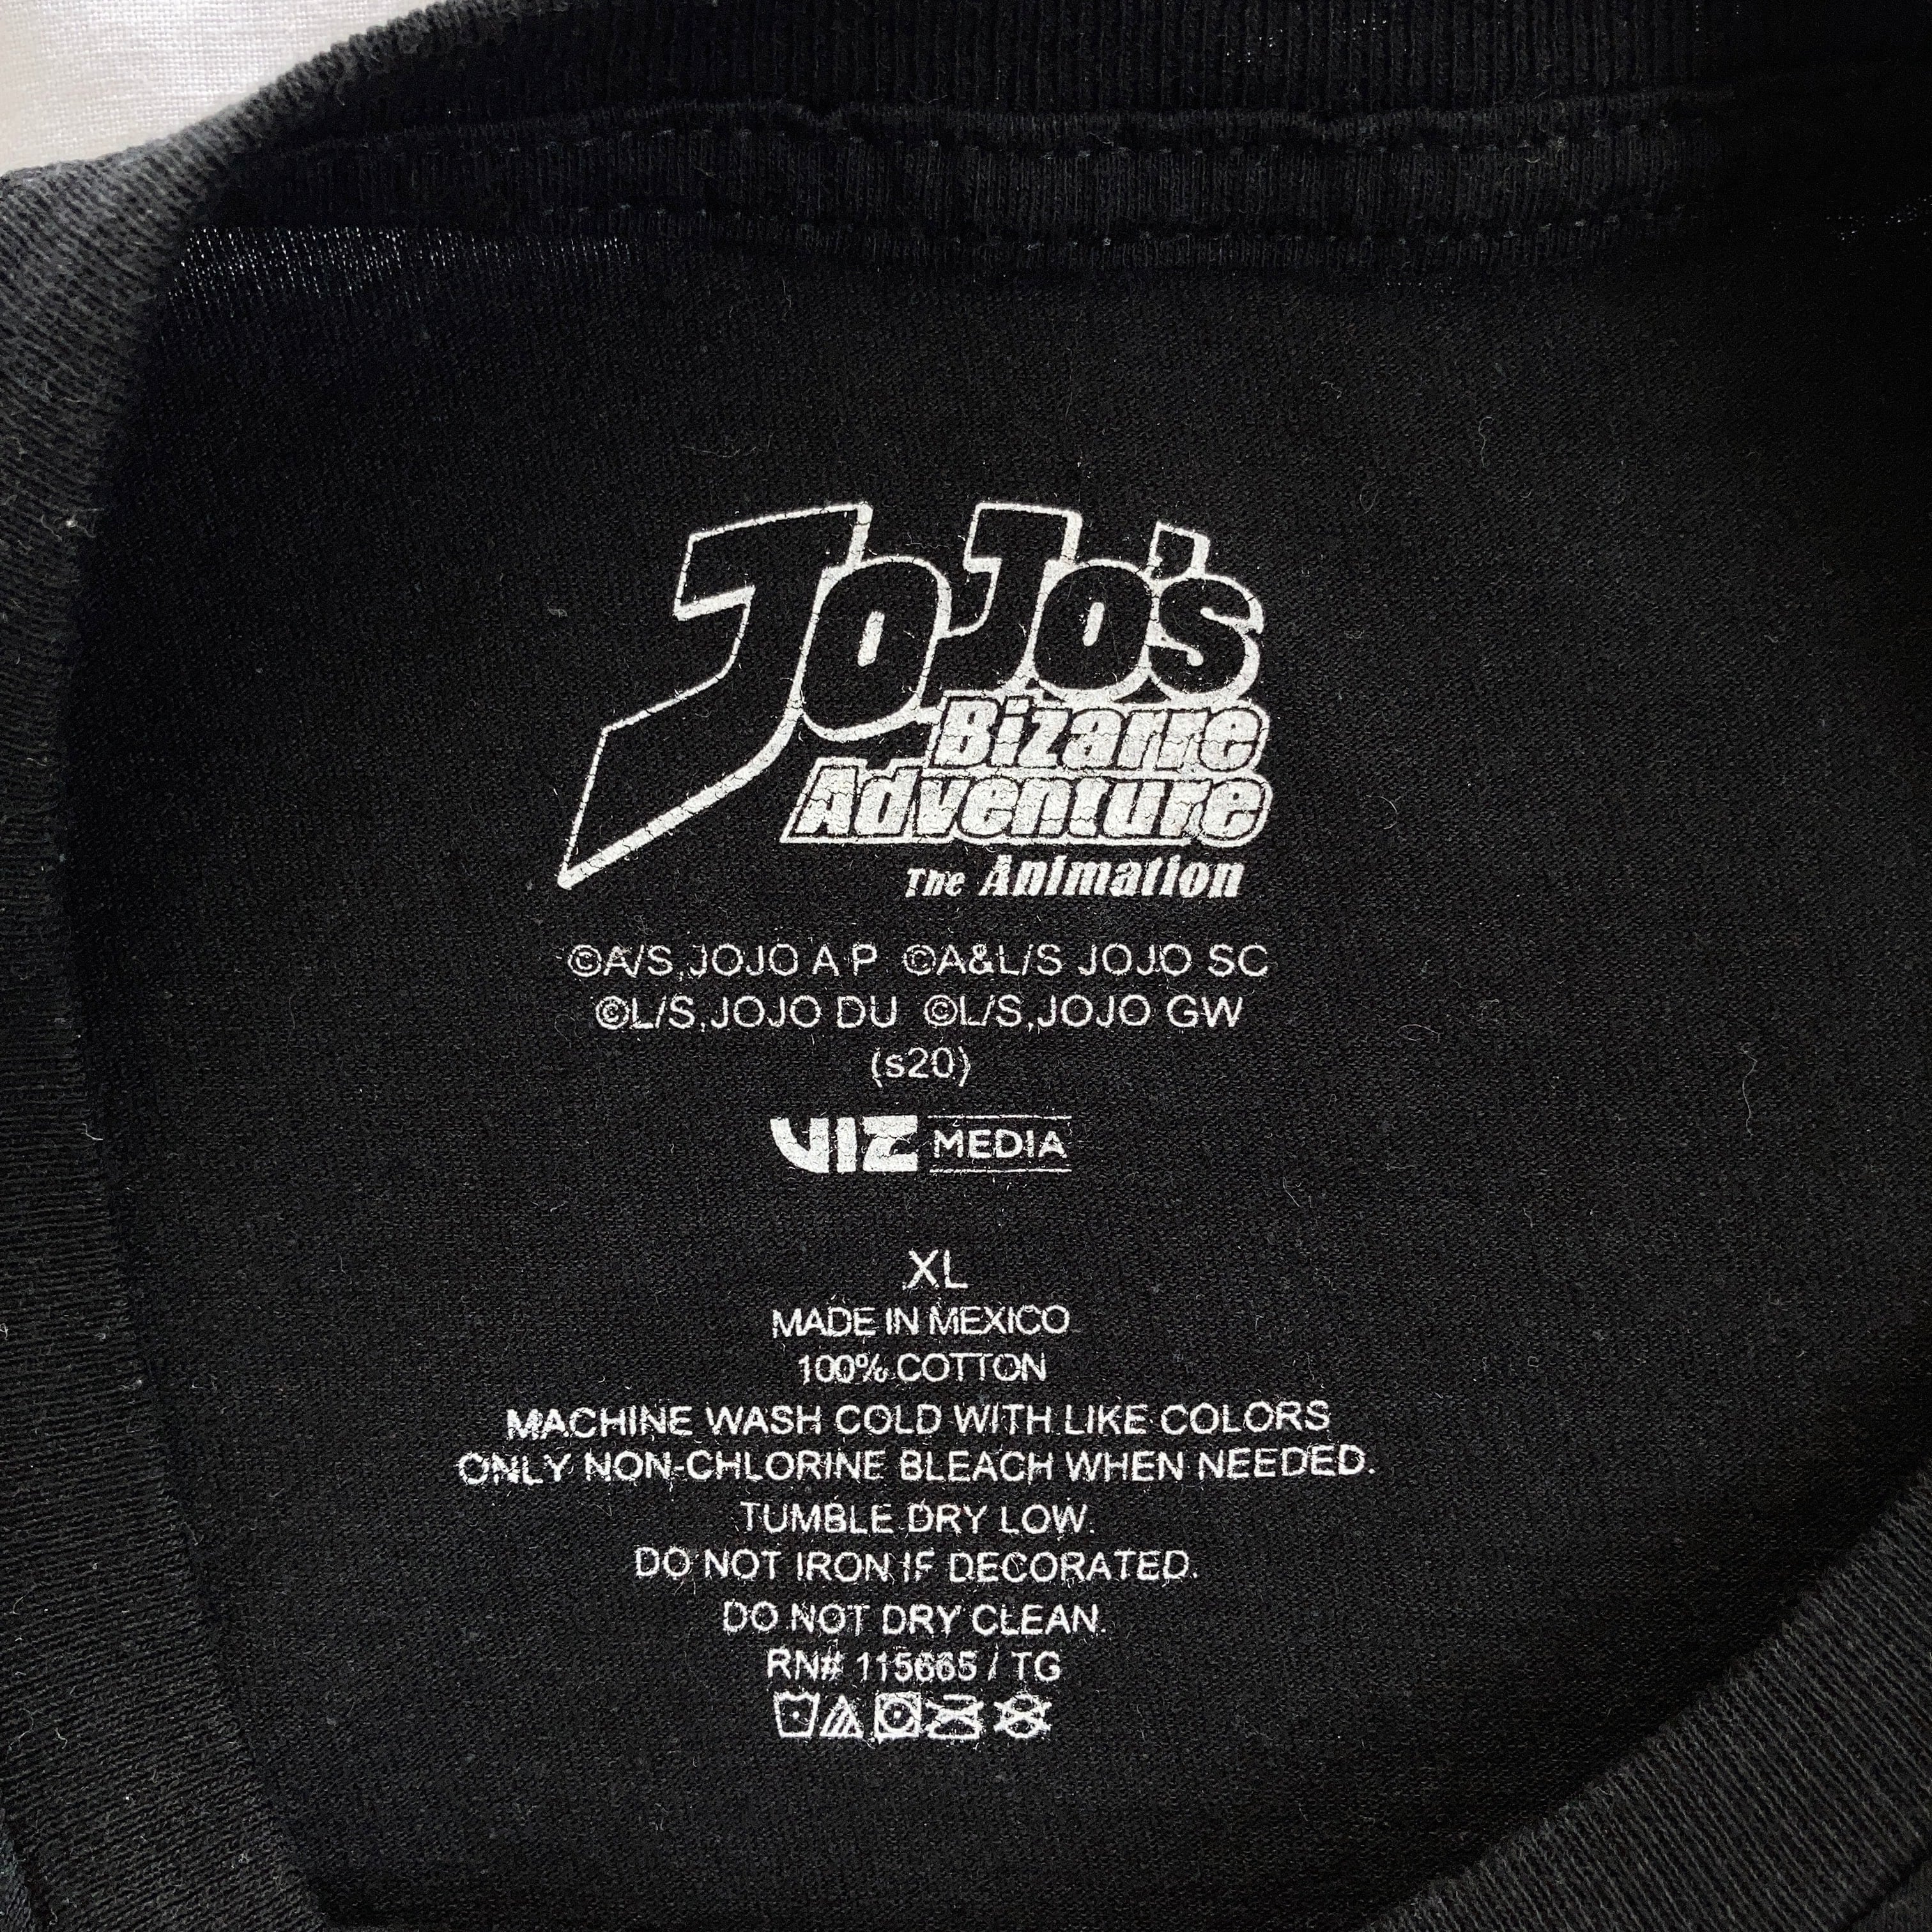 JoJo's
Bizarre
Adventure
The Animation
©A/S,JOJO A P ©A&L/S JOJO SC
©L/S,JOJO DU ©L/S,JOJO GW
(s20)
VIZ MEDIA
XL
MADE IN MEXICO
100% COTTON
MACHINE WASH COLD WITH LIKE COLORS
ONLY NON-CHLORINE BLEACH WHEN NEEDED.
TUMBLE DRY LOW.
DO NOT IRON IF DECORATED.
DO NOT DRY CLEAN.
RN# 115665 / TG